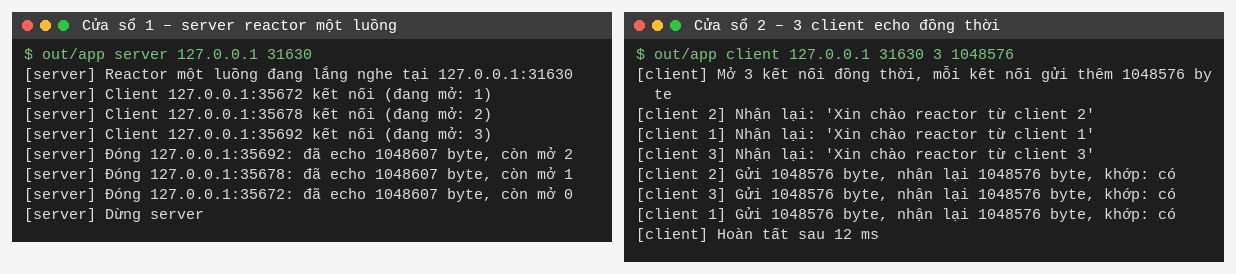 Cửa sổ 1 – server reactor một luồng
$ out/app server 127.0.0.1 31630
[server] Reactor một luồng đang lắng nghe tại 127.0.0.1:31630
[server] Client 127.0.0.1:35672 kết nối (đang mở: 1)
[server] Client 127.0.0.1:35678 kết nối (đang mở: 2)
[server] Client 127.0.0.1:35692 kết nối (đang mở: 3)
[server] Đóng 127.0.0.1:35692: đã echo 1048607 byte, còn mở 2
[server] Đóng 127.0.0.1:35678: đã echo 1048607 byte, còn mở 1
[server] Đóng 127.0.0.1:35672: đã echo 1048607 byte, còn mở 0
[server] Dừng server
Cửa sổ 2 – 3 client echo đồng thời
$ out/app client 127.0.0.1 31630 3 1048576
[client] Mở 3 kết nối đồng thời, mỗi kết nối gửi thêm 1048576 by
te
[client 2] Nhận lại: 'Xin chào reactor từ client 2'
[client 1] Nhận lại: 'Xin chào reactor từ client 1'
[client 3] Nhận lại: 'Xin chào reactor từ client 3'
[client 2] Gửi 1048576 byte, nhận lại 1048576 byte, khớp: có
[client 3] Gửi 1048576 byte, nhận lại 1048576 byte, khớp: có
[client 1] Gửi 1048576 byte, nhận lại 1048576 byte, khớp: có
[client] Hoàn tất sau 12 ms